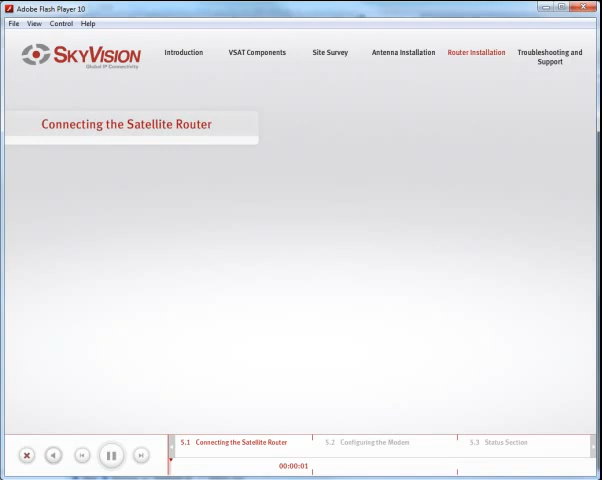 Adobe Flash Player 10
File View Control Help
SKYVISION
Global IP Connectivity
Introduction
VSAT Components
Site Survey
Antenna Installation
Router Installation
Troubleshooting and
Support
Connecting the Satellite Router
5.1 Connecting the Satellite Router
5.2 Configuring the Modem
5.3 Status Section
00:00:01